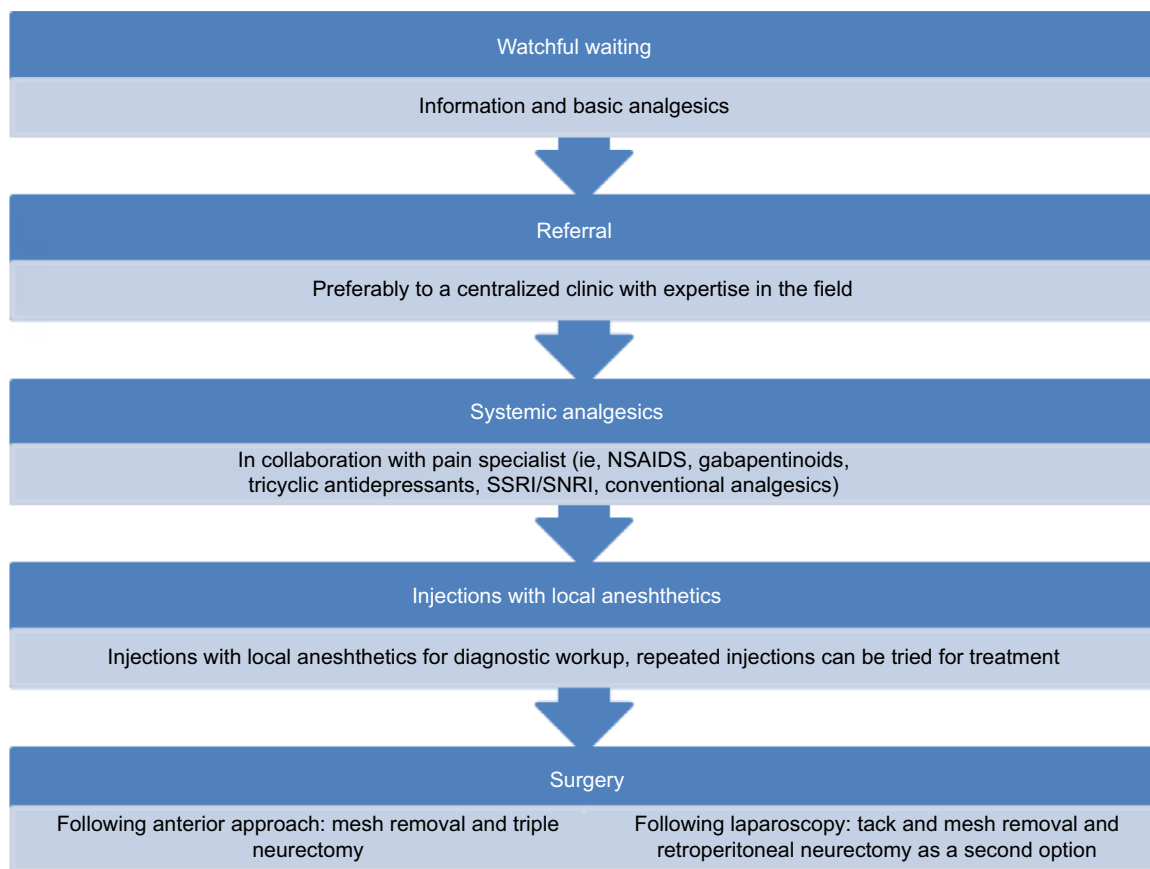 Watchful waiting
Information and basic analgesics
Referral
Preferably to a centralized clinic with expertise in the field
Systemic analgesics
In collaboration with pain specialist (ie, NSAIDS, gabapentinoids,
tricyclic antidepressants, SSRI/SNRI, conventional analgesics)
Injections with local aneshthetics
Injections with local aneshthetics for diagnostic workup, repeated injections can be tried for treatment
Surgery
Following anterior approach: mesh removal and triple
neurectomy
Following laparoscopy: tack and mesh removal and
retroperitoneal neurectomy as a second option